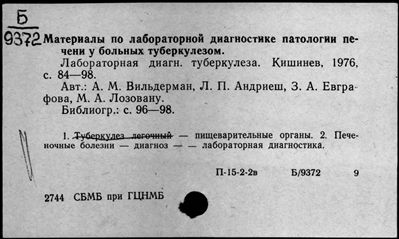 Б
9372
Материалы по лабораторной диагностике патологии пе-
чени у больных туберкулезом.
Лабораторная диагн. туберкулеза. Кишинев, 1976,
с. 84—98.
Авт.: А. М. Вильдерман, Л. П. Андриеш, З. А. Евгра-
фова, М. А. Лозовану.
Библиогр.: с. 96—98.
1. Туберкулез легочный — пищеварительные органы. 2. Пече-
ночные болезни — диагноз — — лабораторная диагностика.
П-15-2-2в Б/9372 9
2744 СБМБ при ГЦНМБ